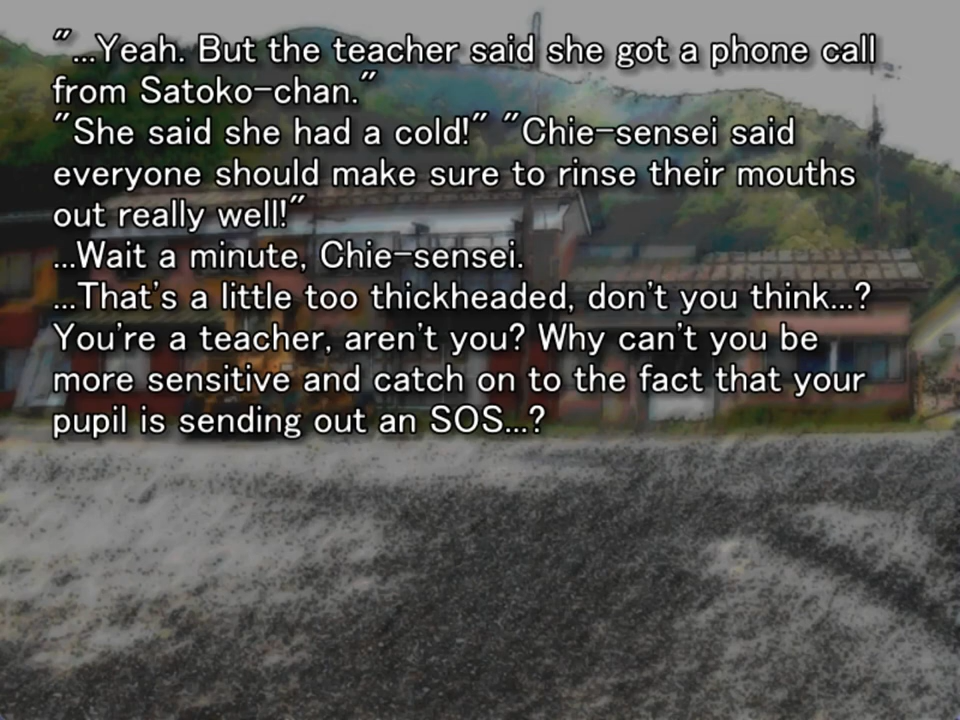 "...Yeah. But the teacher said she got a phone call
from Satoko-chan."
"She said she had a cold!" "Chie-sensei said
everyone should make sure to rinse their mouths
out really well!"
...Wait a minute, Chie-sensei.
...That's a little too thickheaded, don't you think...?
You're a teacher, aren't you? Why can't you be
more sensitive and catch on to the fact that your
pupil is sending out an SOS...?